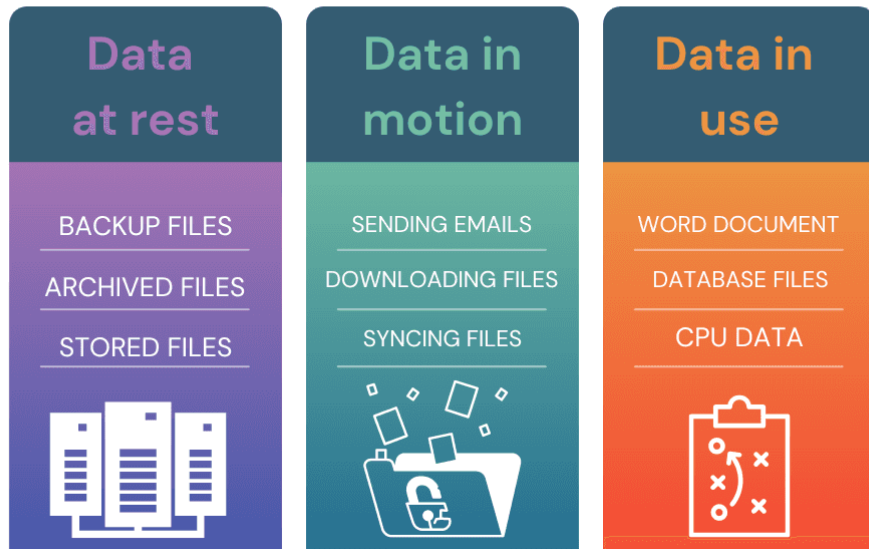 Data
at rest
BACKUP FILES
ARCHIVED FILES
STORED FILES
Data in
motion
SENDING EMAILS
DOWNLOADING FILES
SYNCING FILES
Data in
use
WORD DOCUMENT
DATABASE FILES
CPU DATA